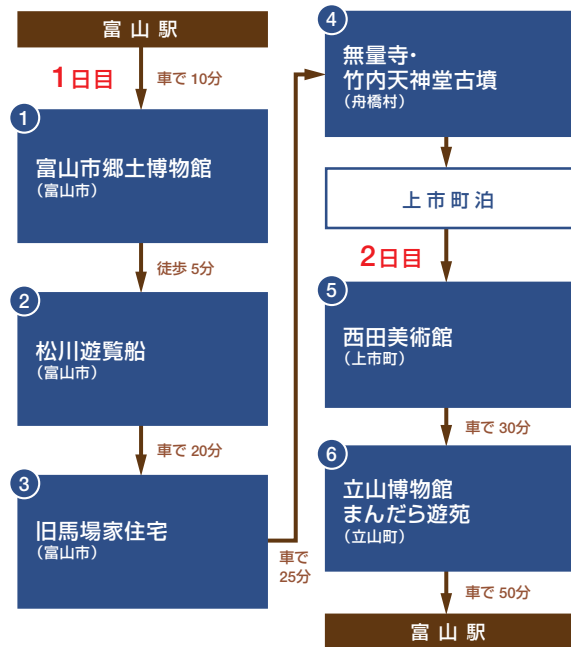 富山駅
1日目
車で10分
1
富山市郷土博物館
（富山市）
徒歩5分
2
松川遊覧船
（富山市）
車で20分
3
旧馬場家住宅
（富山市）
車で
25分
4
無量寺・
竹内天神堂古墳
（舟橋村）
上市町泊
2日目
5
西田美術館
（上市町）
車で30分
6
立山博物館
まんだら遊苑
（立山町）
車で50分
富山駅